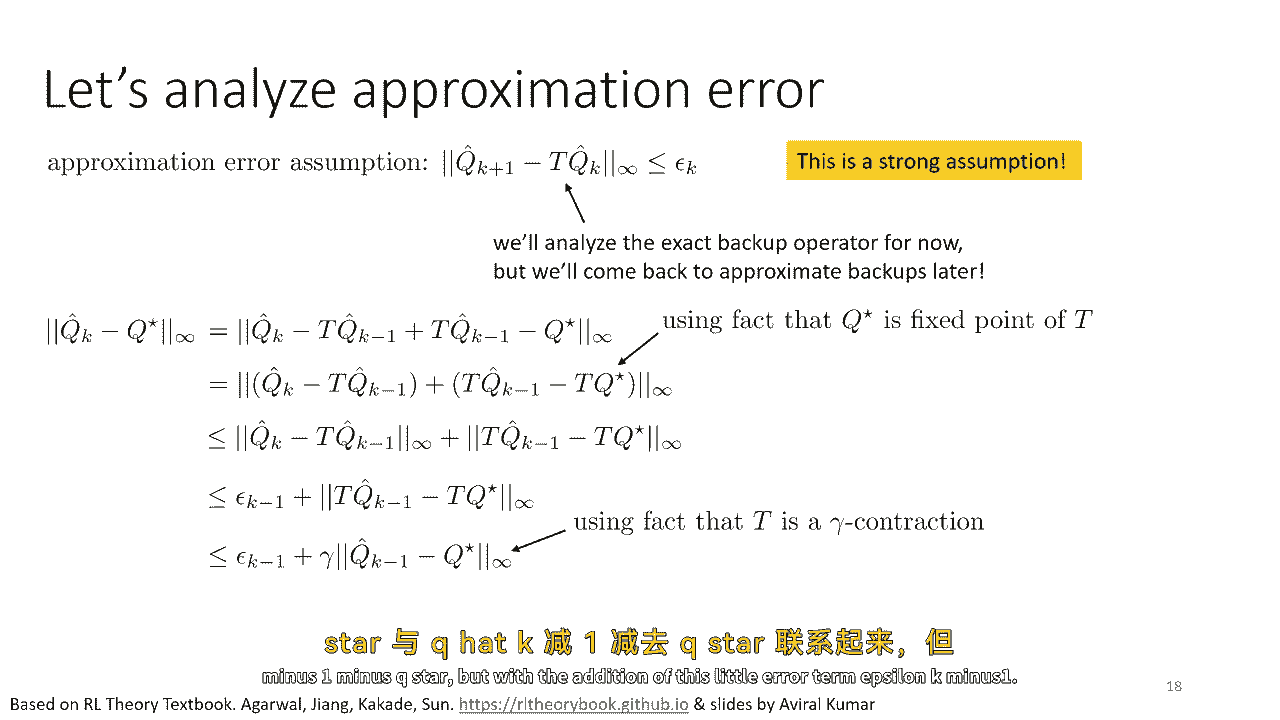 Let's analyze approximation error
approximation error assumption: $||\hat{Q}_{k+1} - T\hat{Q}_k||_\infty \leq \epsilon_k$
This is a strong assumption!
we'll analyze the exact backup operator for now,
but we'll come back to approximate backups later!
$||\hat{Q}_k - Q^\star||_\infty = ||\hat{Q}_k - T\hat{Q}_{k-1} + T\hat{Q}_{k-1} - Q^\star||_\infty$
using fact that $Q^\star$ is fixed point of $T$
$= ||(\hat{Q}_k - T\hat{Q}_{k-1}) + (T\hat{Q}_{k-1} - TQ^\star)||_\infty$
$\leq ||\hat{Q}_k - T\hat{Q}_{k-1}||_\infty + ||T\hat{Q}_{k-1} - TQ^\star||_\infty$
$\leq \epsilon_{k-1} + ||T\hat{Q}_{k-1} - TQ^\star||_\infty$
using fact that $T$ is a $\gamma$-contraction
$\leq \epsilon_{k-1} + \gamma||\hat{Q}_{k-1} - Q^\star||_\infty$
star 与 q hat k 减 1 减去 q star 联系起来，但
minus 1 minus q star, but with the addition of this little error term epsilon k minus1.
18
Based on RL Theory Textbook. Agarwal, Jiang, Kakade, Sun. https://rltheorybook.github.io & slides by Aviral Kumar